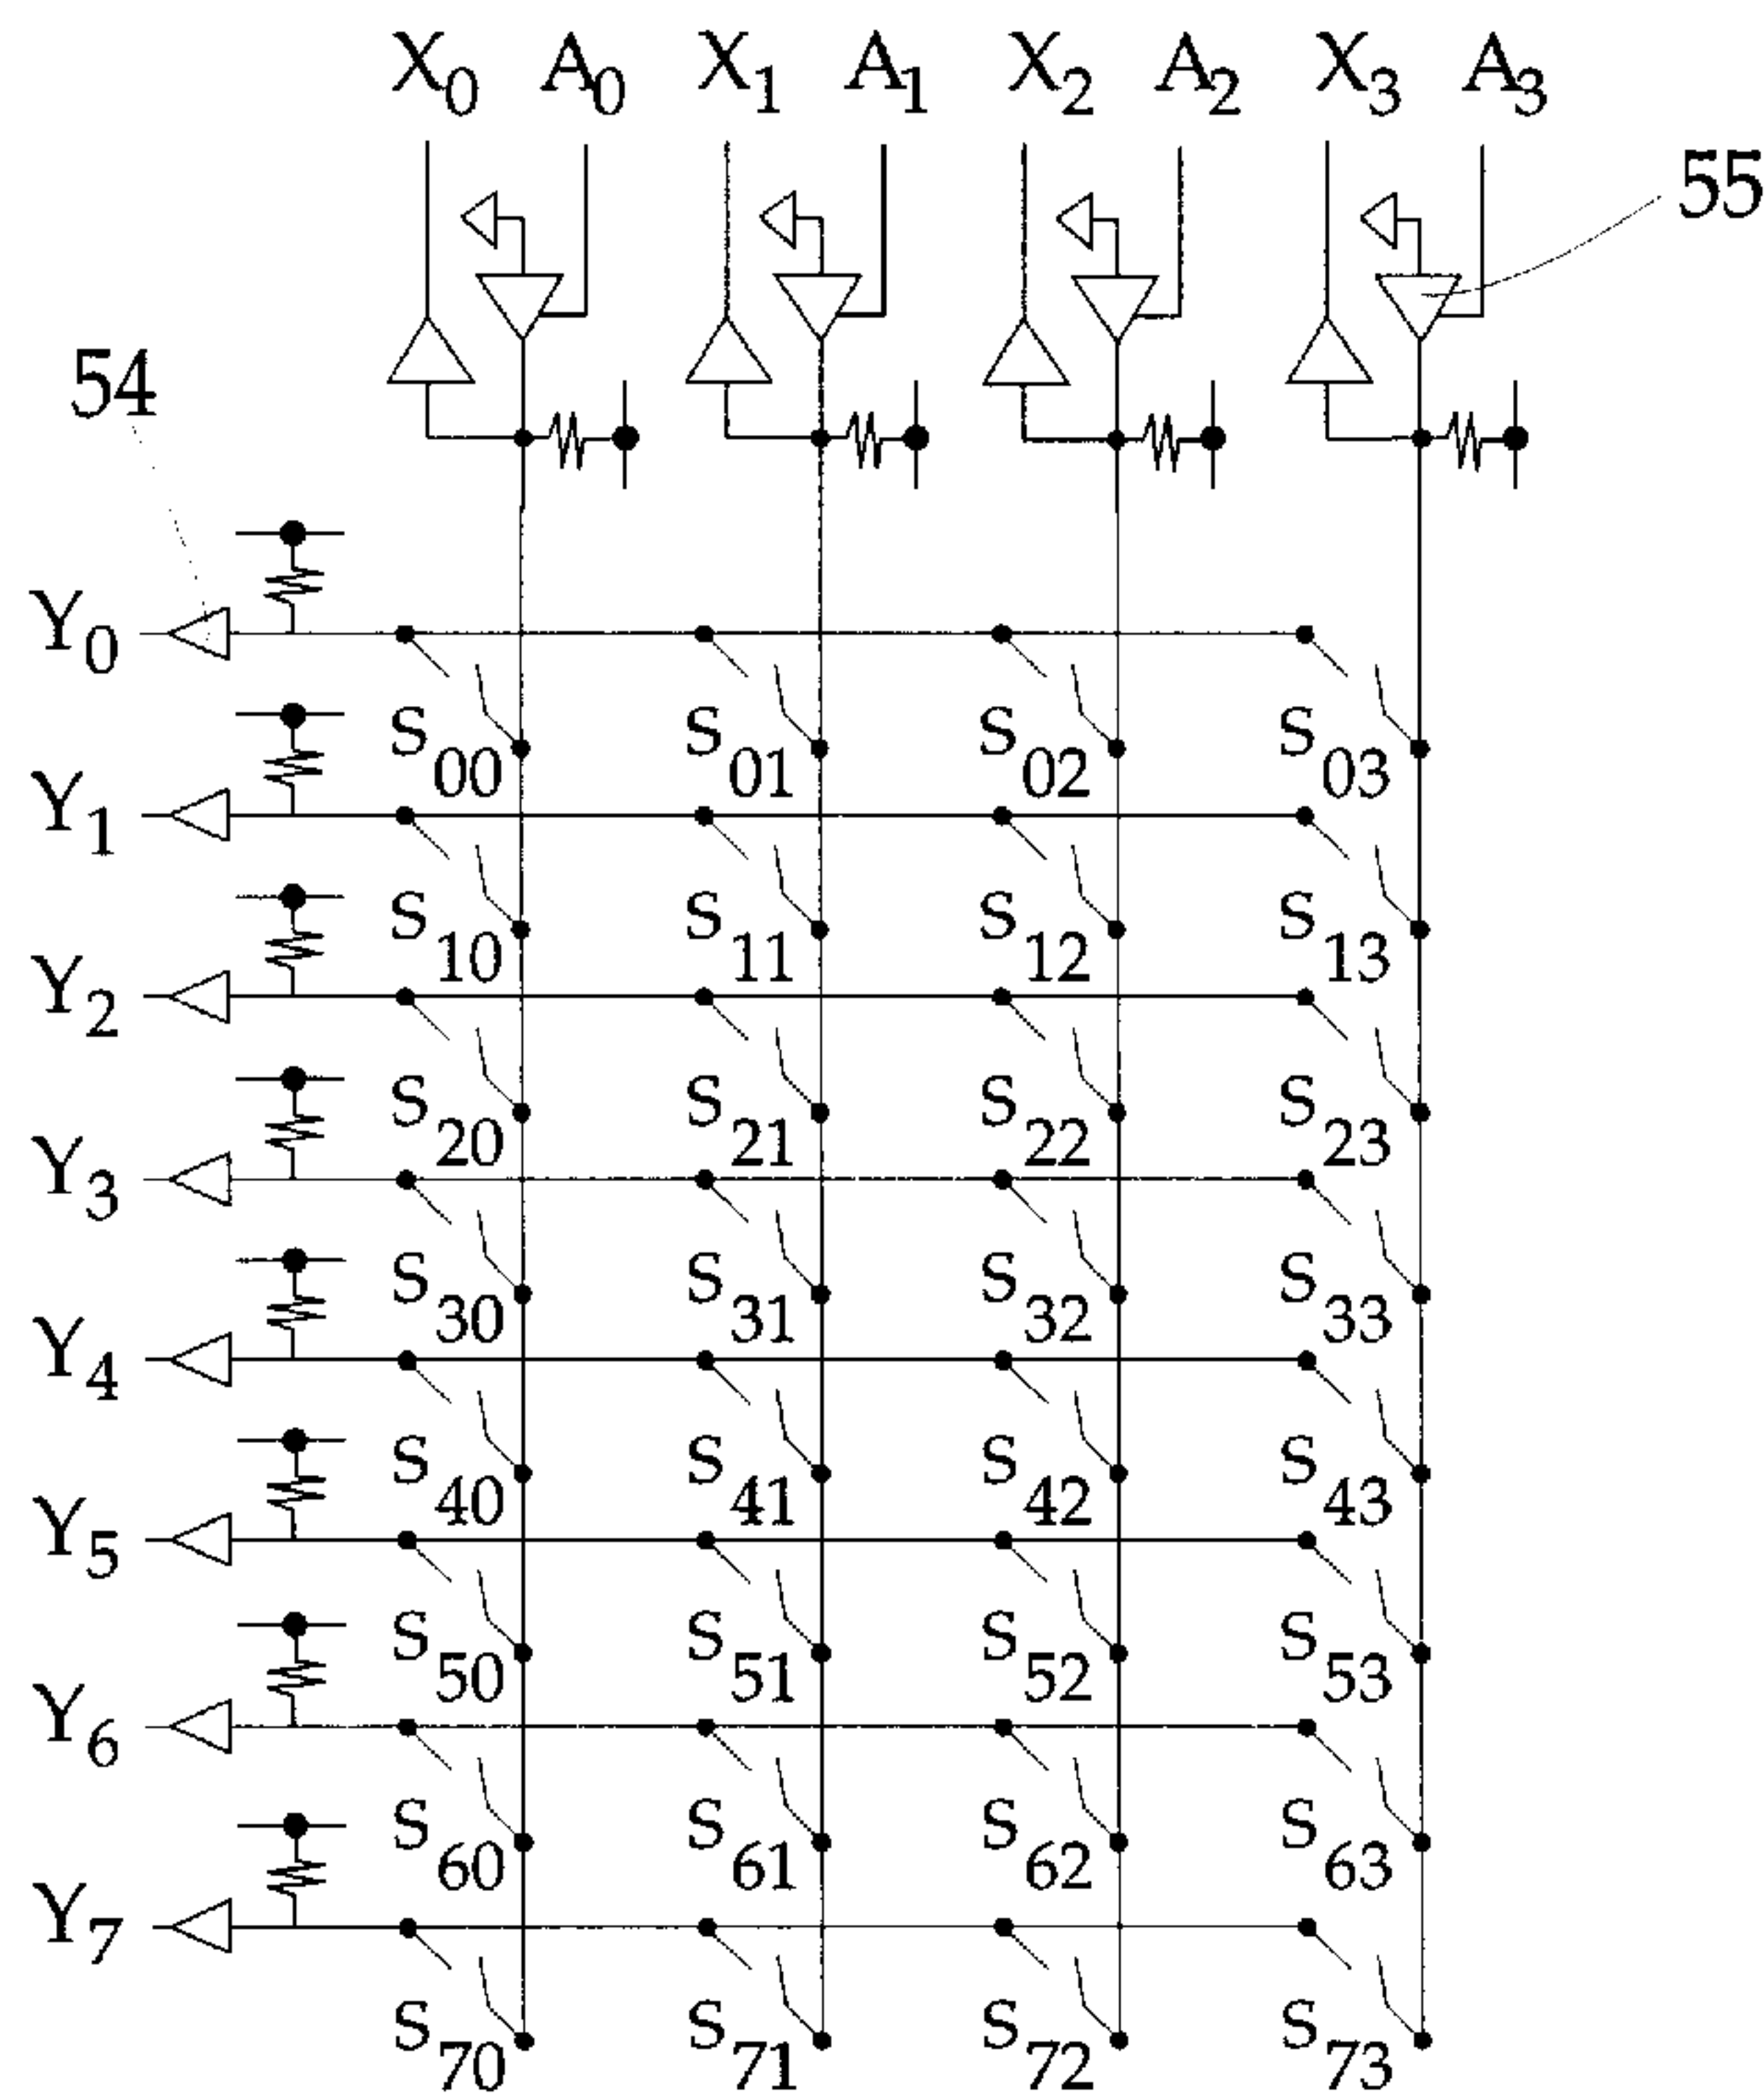 X0 A0 X1 A1 X2 A2 X3 A3
55
54
Y0
S00 S01 S02 S03
Y1
S10 S11 S12 S13
Y2
S20 S21 S22 S23
Y3
S30 S31 S32 S33
Y4
S40 S41 S42 S43
Y5
S50 S51 S52 S53
Y6
S60 S61 S62 S63
Y7
S70 S71 S72 S73